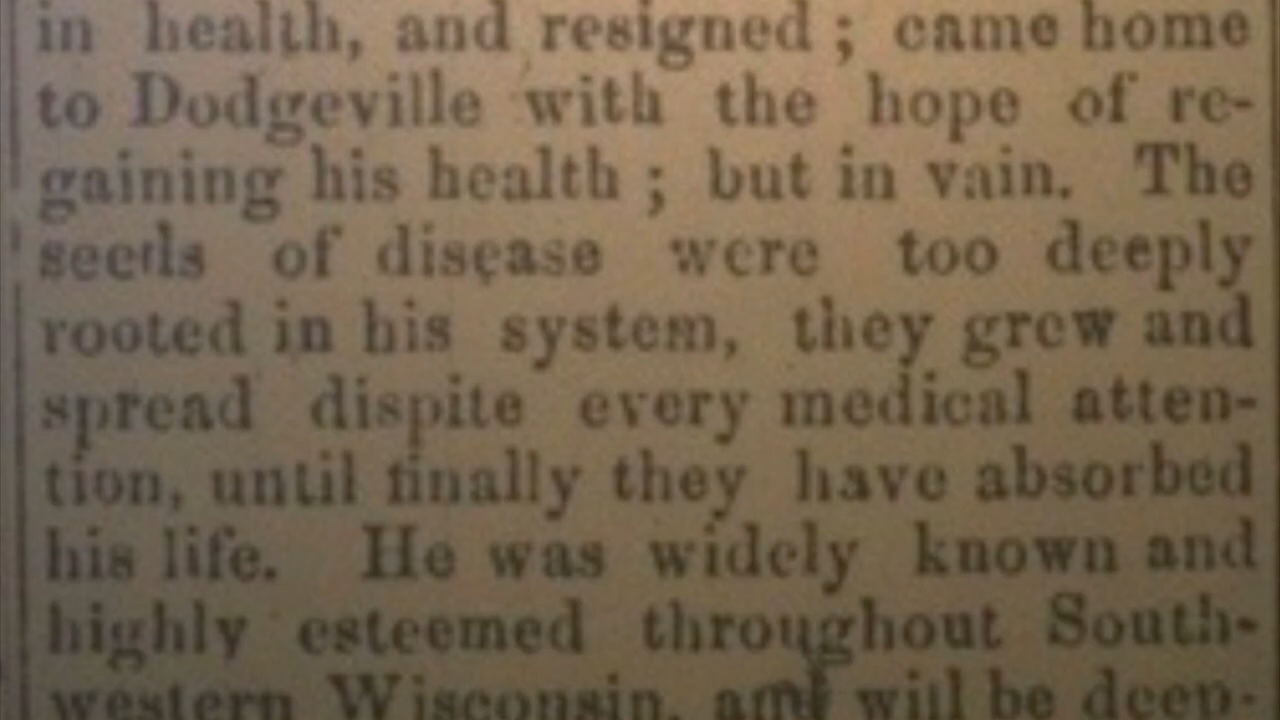 in health, and resigned ; came home
to Dodgeville with the hope of re-
gaining his health ; but in vain. The
seeds of disease were too deeply
rooted in his system, they grew and
spread dispite every medical atten-
tion, until finally they have absorbed
his life. He was widely known and
highly esteemed throughout South-
western Wisconsin, and will be deep-